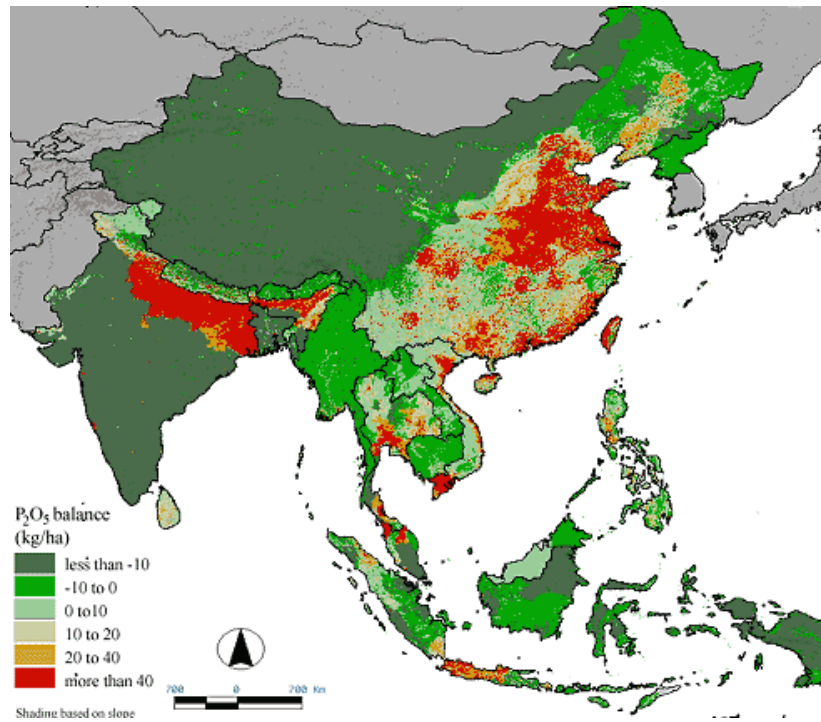 P₂O₅ balance
(kg/ha)
less than -10
-10 to 0
0 to10
10 to 20
20 to 40
more than 40
700 0 700 Km
Shading based on slope